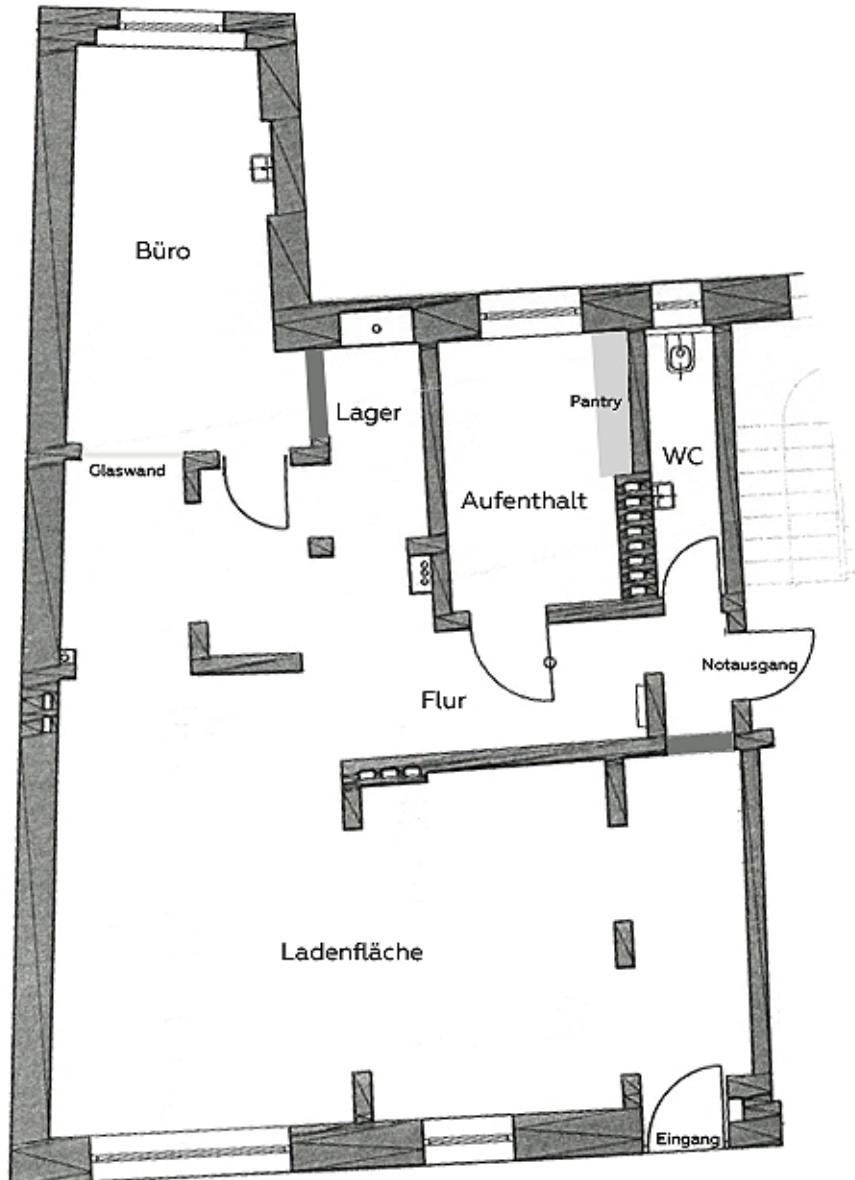 Büro
Lager
Pantry
Glaswand
WC
Aufenthalt
Notausgang
Flur
Ladenfläche
Eingang